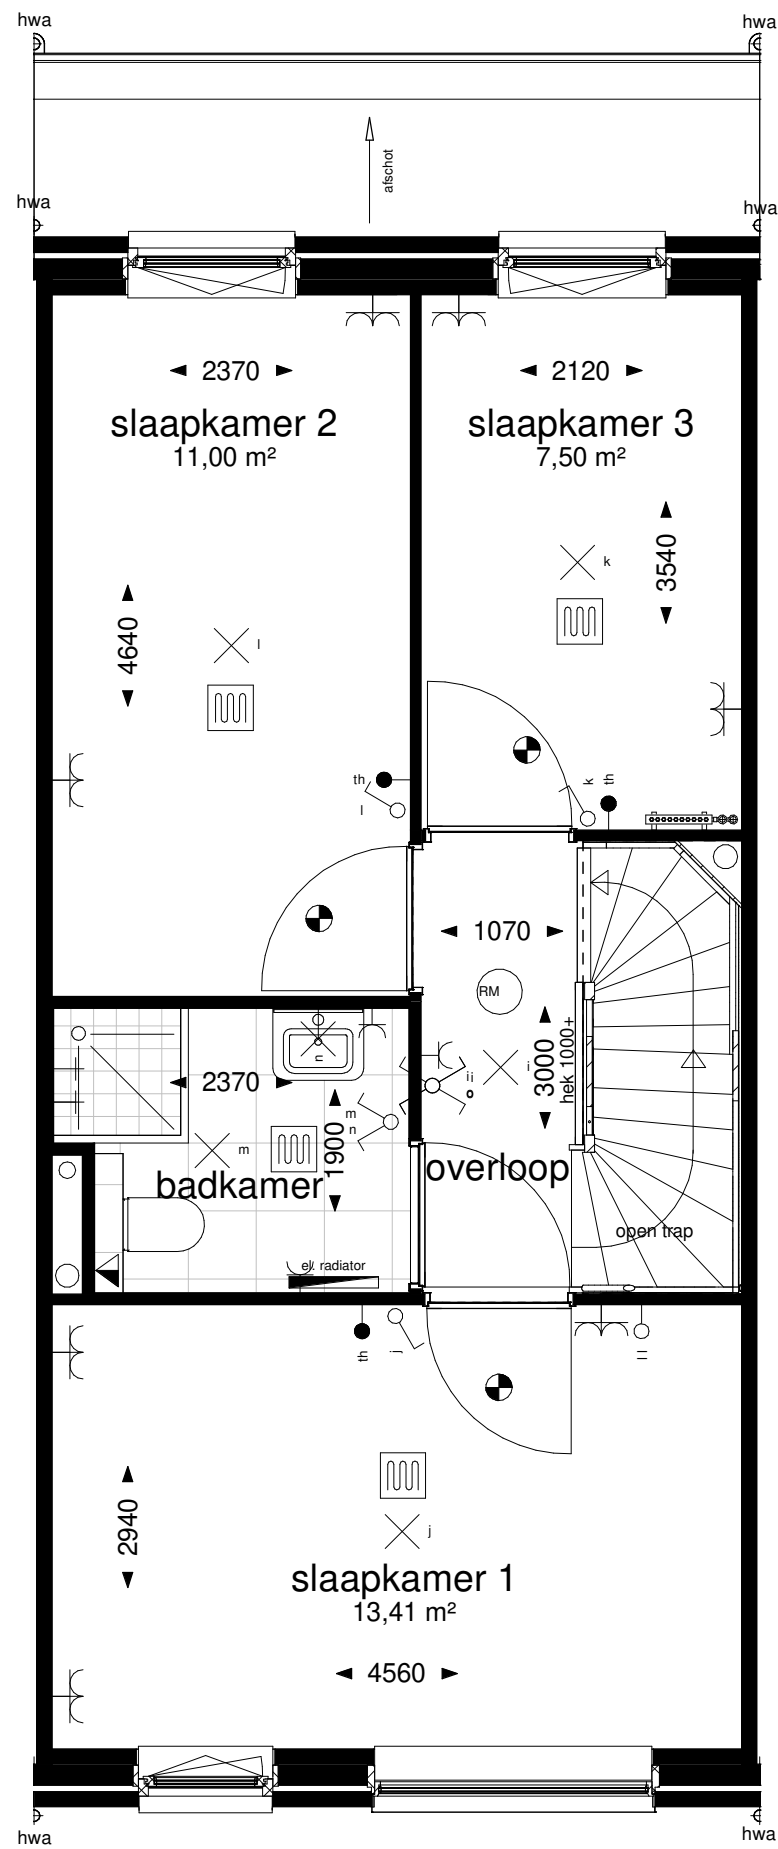 hwa
hwa
afschot
hwa
hwa
2370
2120
slaapkamer 2
11,00 m²
slaapkamer 3
7,50 m²
3540
k
4640
l
th
l
k
th
1070
RM
i
3000
hek 1000+
n
2370
ii
o
m
n
1900
m
badkamer
overloop
open trap
el. radiator
th
j
2940
j
slaapkamer 1
13,41 m²
4560
hwa
hwa